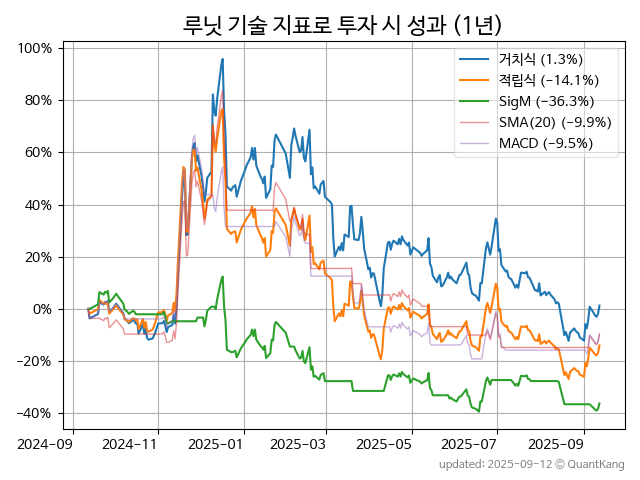 루닛 기술 지표로 투자 시 성과 (1년)
거치식 (1.3%)
적립식 (−14.1%)
SigM (−36.3%)
SMA(20) (−9.9%)
MACD (−9.5%)
100%
80%
60%
40%
20%
0%
−20%
−40%
2024-09 2024-11 2025-01 2025-03 2025-05 2025-07 2025-09
updated: 2025-09-12 © QuantKang